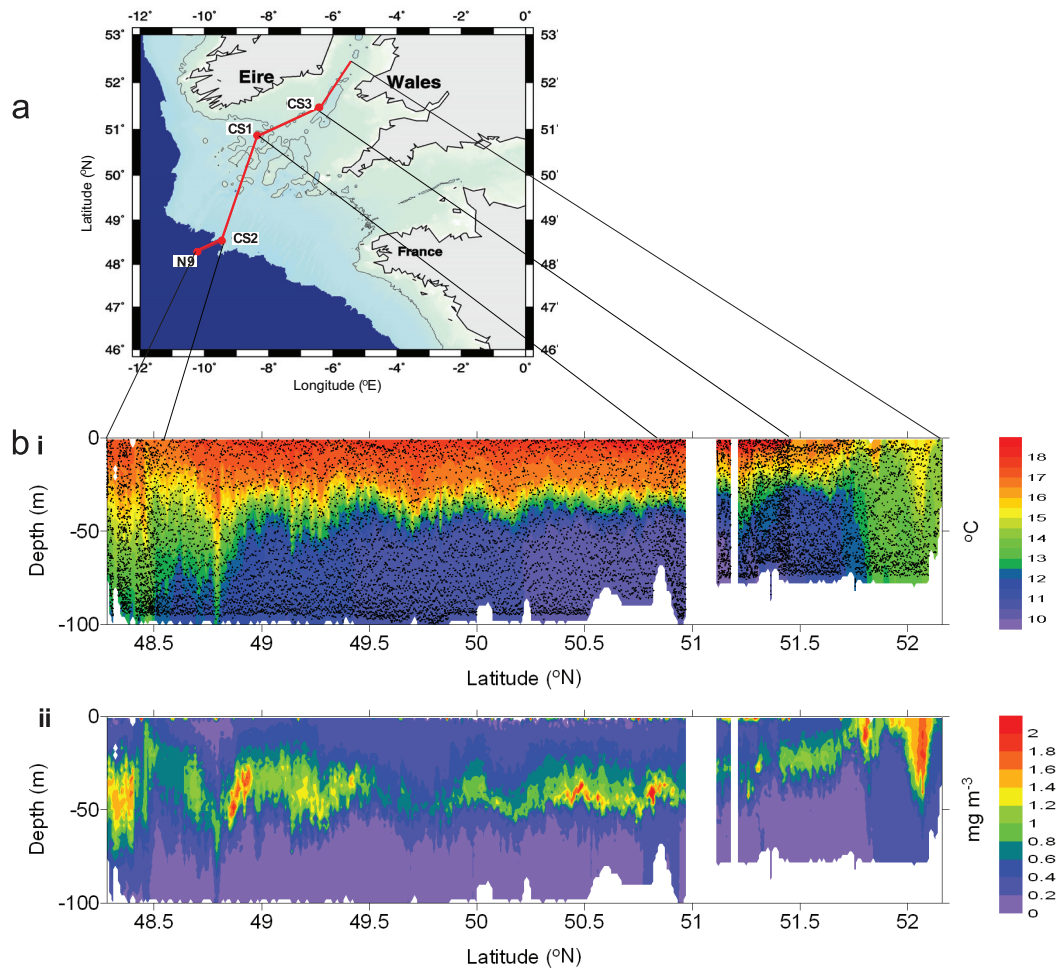 a
-12° -10° -8° -6° -4° -2° 0°
53° 53'
52° 52'
51° 51'
50° 50'
49° 49'
48° 48'
47° 47'
46° 46'
Latitude (°N)
Eire
Wales
CS3
CS1
CS2
N9
France
-12° -10° -8° -6° -4° -2° 0°
Longitude (°E)
b i
0
-50
-100
Depth (m)
48.5 49 49.5 50 50.5 51 51.5 52
Latitude (°N)
18
17
16
15
14
13
12
11
10
°C
ii
0
-50
-100
Depth (m)
48.5 49 49.5 50 50.5 51 51.5 52
Latitude (°N)
2
1.8
1.6
1.4
1.2
1
0.8
0.6
0.4
0.2
0
mg m⁻³